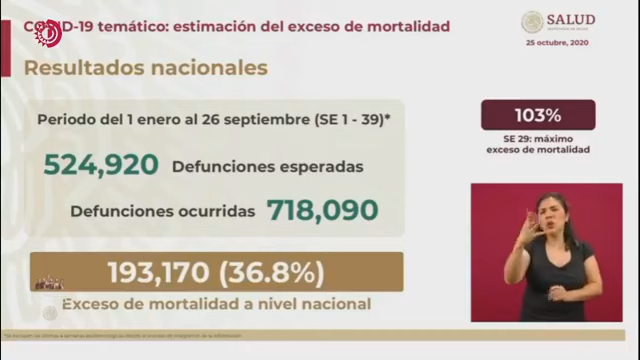 COVID-19 temático: estimación del exceso de mortalidad
SALUD
25 octubre, 2020
Resultados nacionales
Periodo del 1 enero al 26 septiembre (SE 1 - 39)*
524,920 Defunciones esperadas
Defunciones ocurridas 718,090
193,170 (36.8%)
Exceso de mortalidad a nivel nacional
103%
SE 29: máximo
exceso de mortalidad